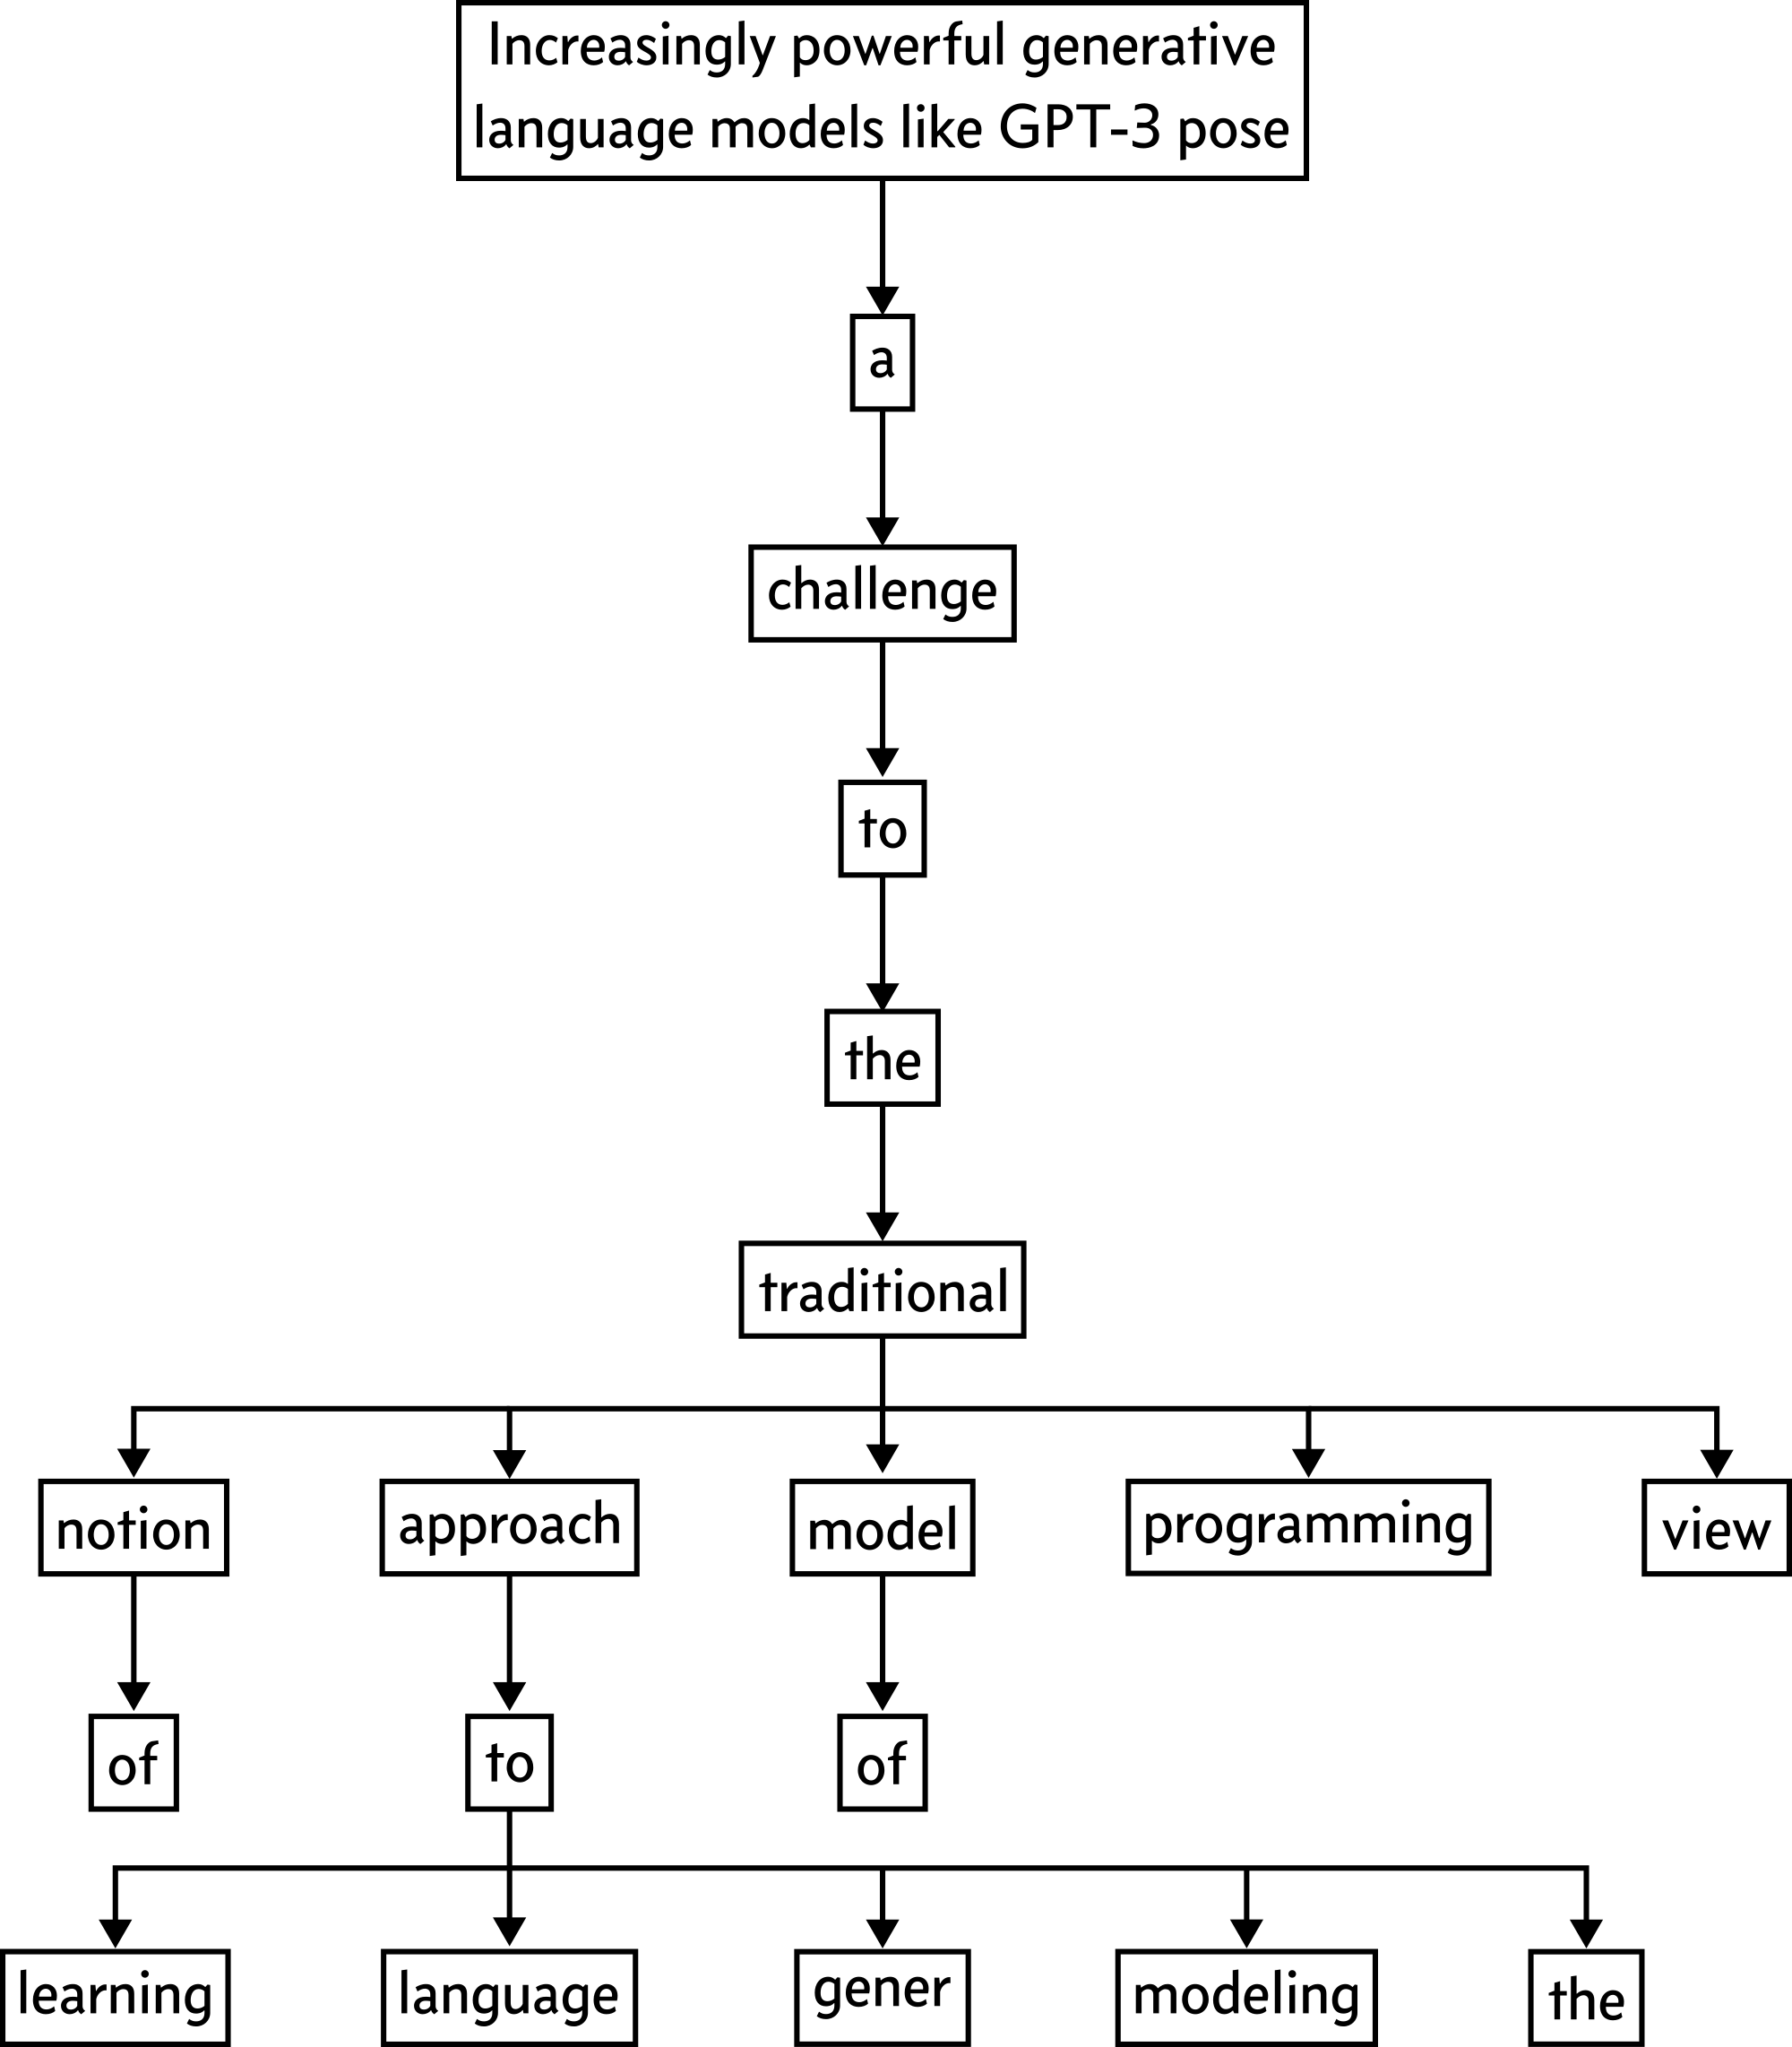 Increasingly powerful generative
language models like GPT-3 pose
a
challenge
to
the
traditional
notion
approach
model
programming
view
of
to
of
learning
language
gener
modeling
the